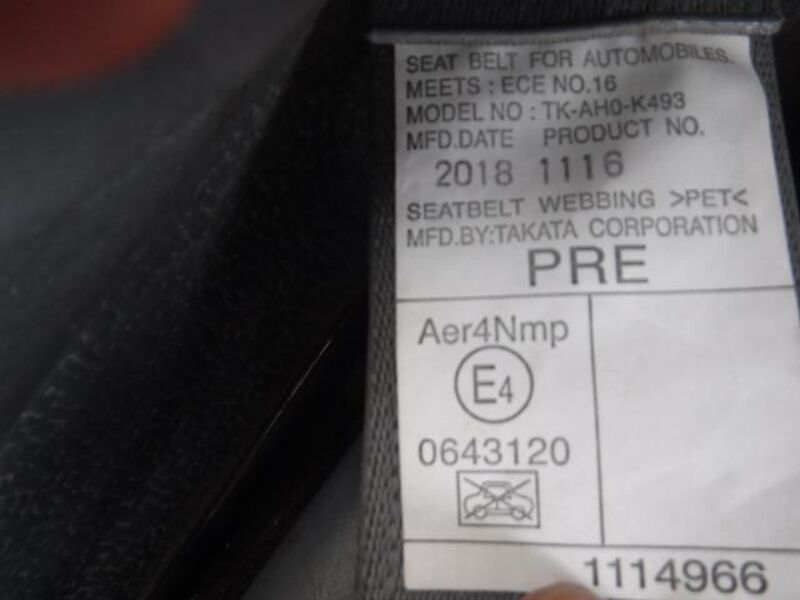 SEAT BELT FOR AUTOMOBILES.
MEETS : ECE NO.16
MODEL NO : TK-AH0-K493
MFD.DATE PRODUCT NO.
2018 1116
SEATBELT WEBBING >PET<
MFD.BY:TAKATA CORPORATION
PRE
Aer4Nmp
E4
0643120
1114966